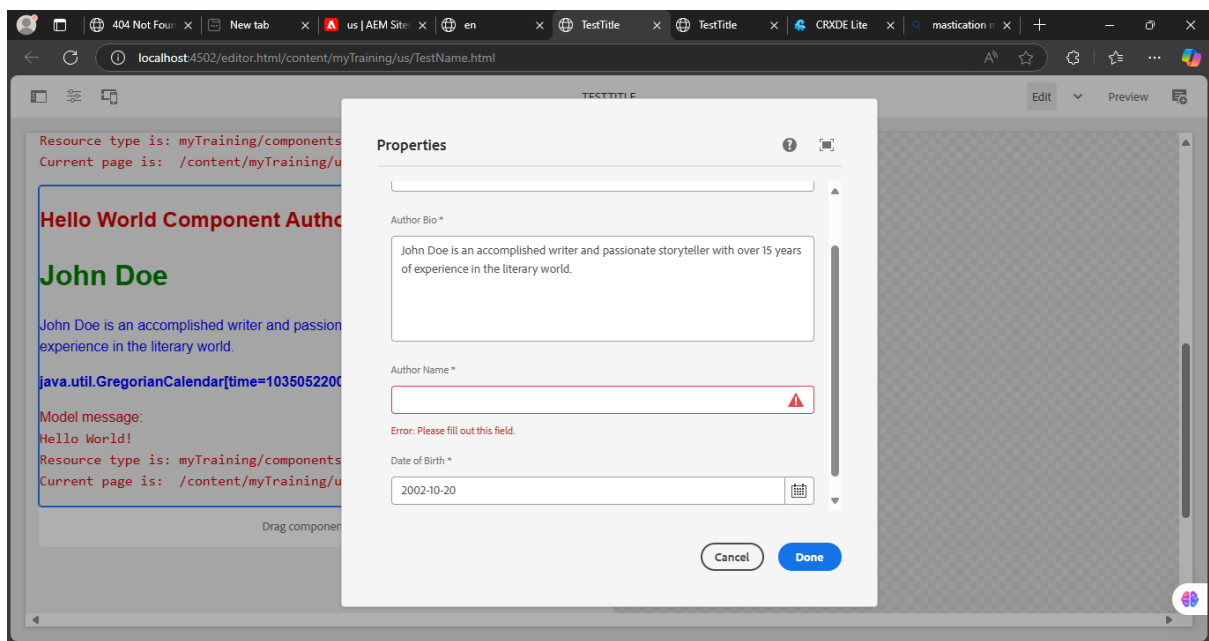 404 Not Foun
New tab
us | AEM Site
en
TestTitle
TestTitle
CRXDE Lite
mastication n
localhost:4502/editor.html/content/myTraining/us/TestName.html
TESTTITLE
Edit
Preview
Resource type is: myTraining/components
Current page is: /content/myTraining/u
Hello World Component Autho
John Doe
John Doe is an accomplished writer and passion
experience in the literary world.
java.util.GregorianCalendar[time=1035052200
Model message:
Hello World!
Resource type is: myTraining/components
Current page is: /content/myTraining/u
Drag componen
Properties
Author Bio *
John Doe is an accomplished writer and passionate storyteller with over 15 years
of experience in the literary world.
Author Name *
Error: Please fill out this field.
Date of Birth *
2002-10-20
Cancel
Done